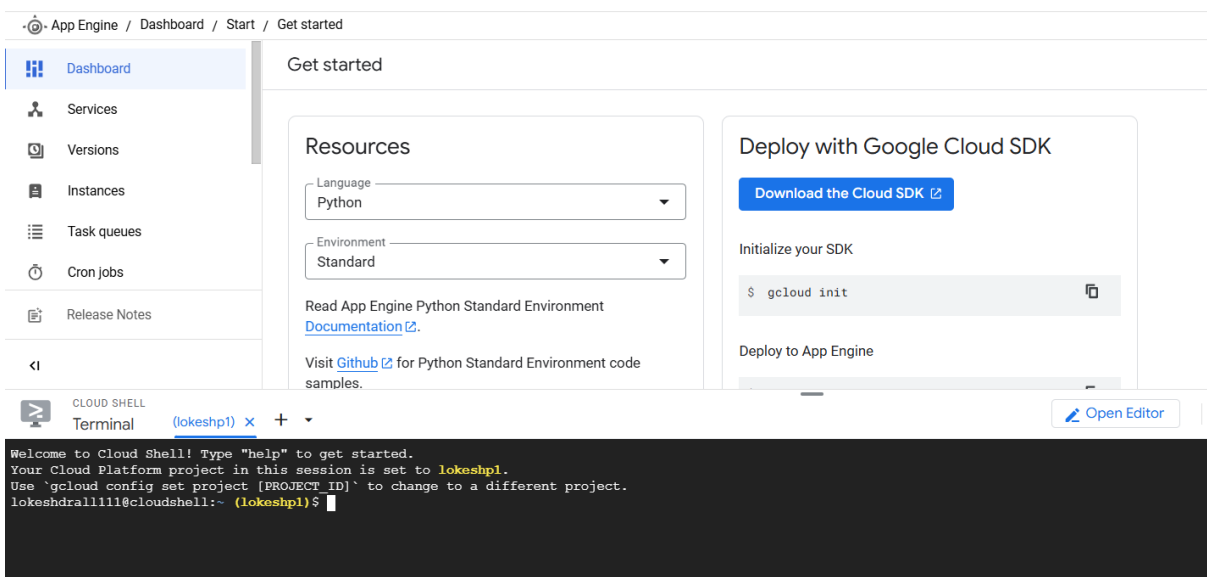 App Engine / Dashboard / Start / Get started
Dashboard
Services
Versions
Instances
Task queues
Cron jobs
Release Notes
Get started
Resources
Language
Python
Environment
Standard
Read App Engine Python Standard Environment
Documentation.
Visit Github for Python Standard Environment code
samples.
Deploy with Google Cloud SDK
Download the Cloud SDK
Initialize your SDK
$ gcloud init
Deploy to App Engine
CLOUD SHELL
Terminal
(lokeshp1)
Open Editor
Welcome to Cloud Shell! Type "help" to get started.
Your Cloud Platform project in this session is set to lokeshp1.
Use `gcloud config set project [PROJECT_ID]` to change to a different project.
lokeshdrall111@cloudshell:~ (lokeshp1)$